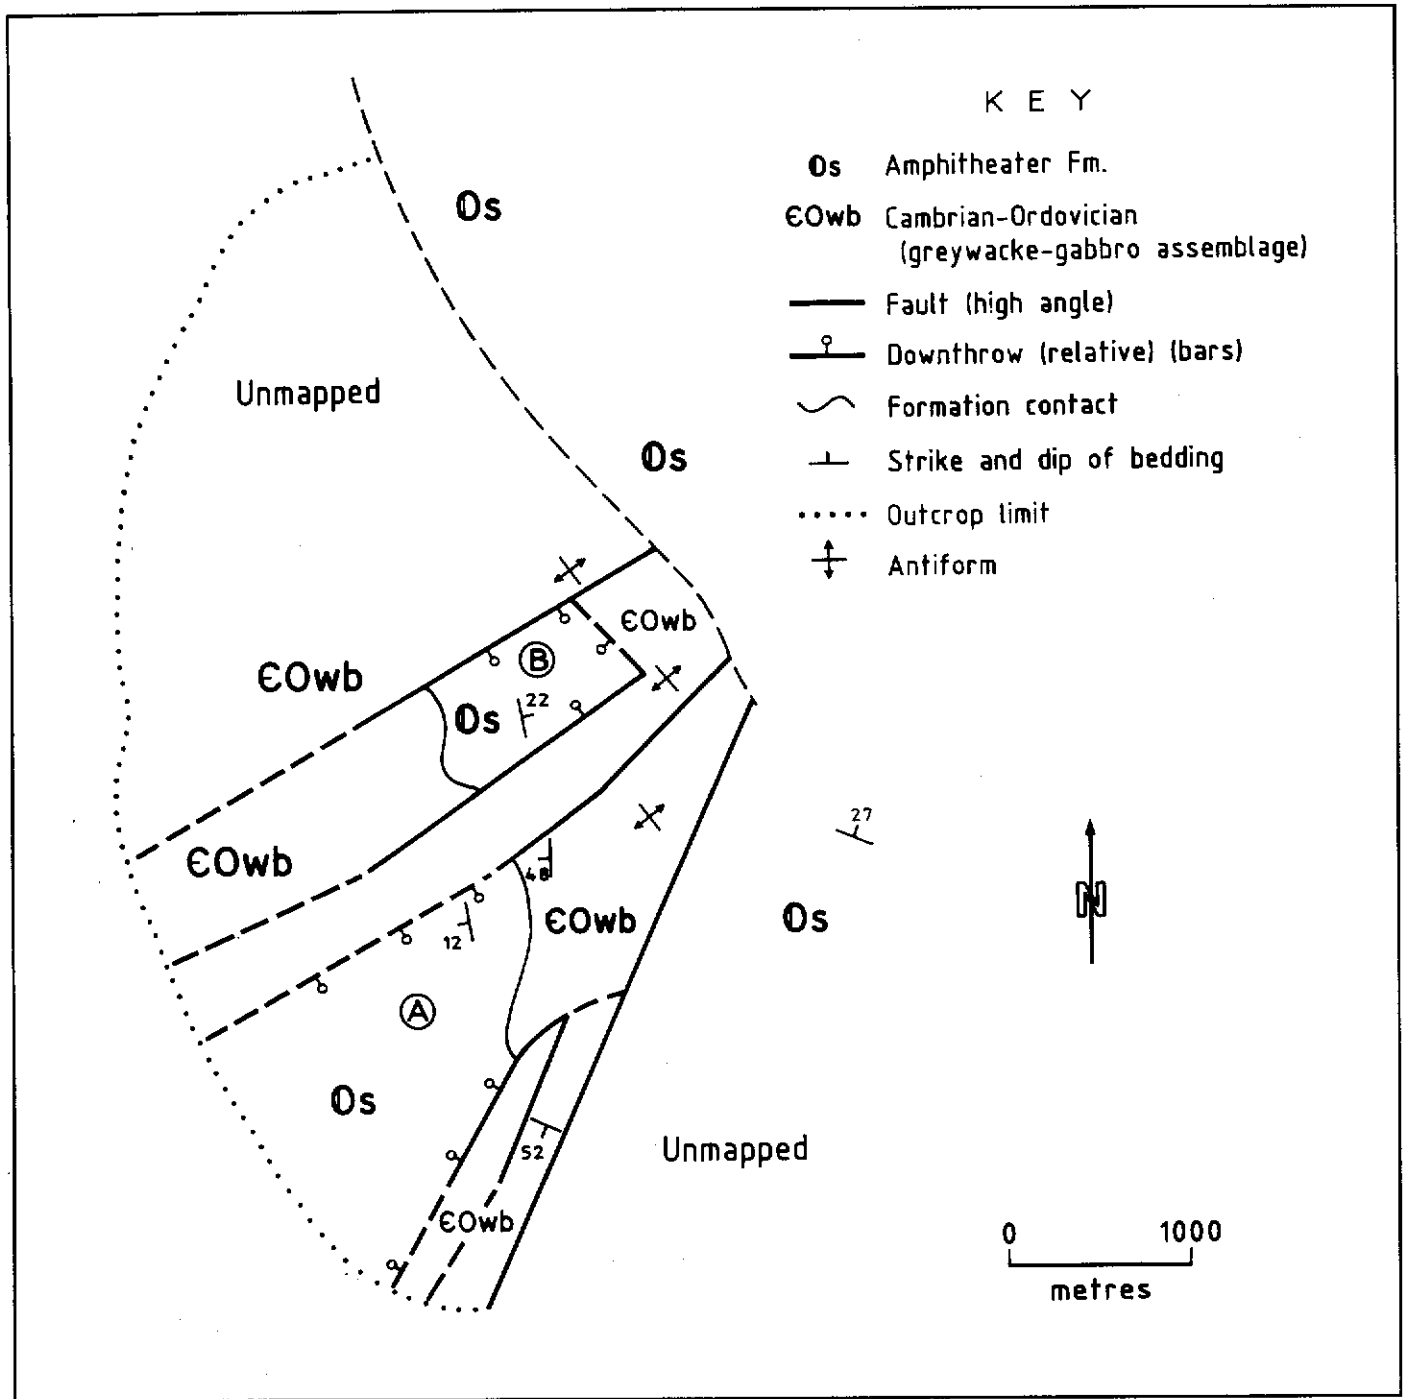 K E Y
Os Amphitheater Fm.
ЄOwb Cambrian-Ordovician
(greywacke-gabbro assemblage)
Fault (high angle)
Downthrow (relative) (bars)
Formation contact
Strike and dip of bedding
Outcrop limit
Antiform
Os
Unmapped
Os
ЄOwb
B
ЄOwb
22
Os
27
ЄOwb
48
ЄOwb
Os
N
12
A
Os
52
Unmapped
ЄOwb
0 1000
metres